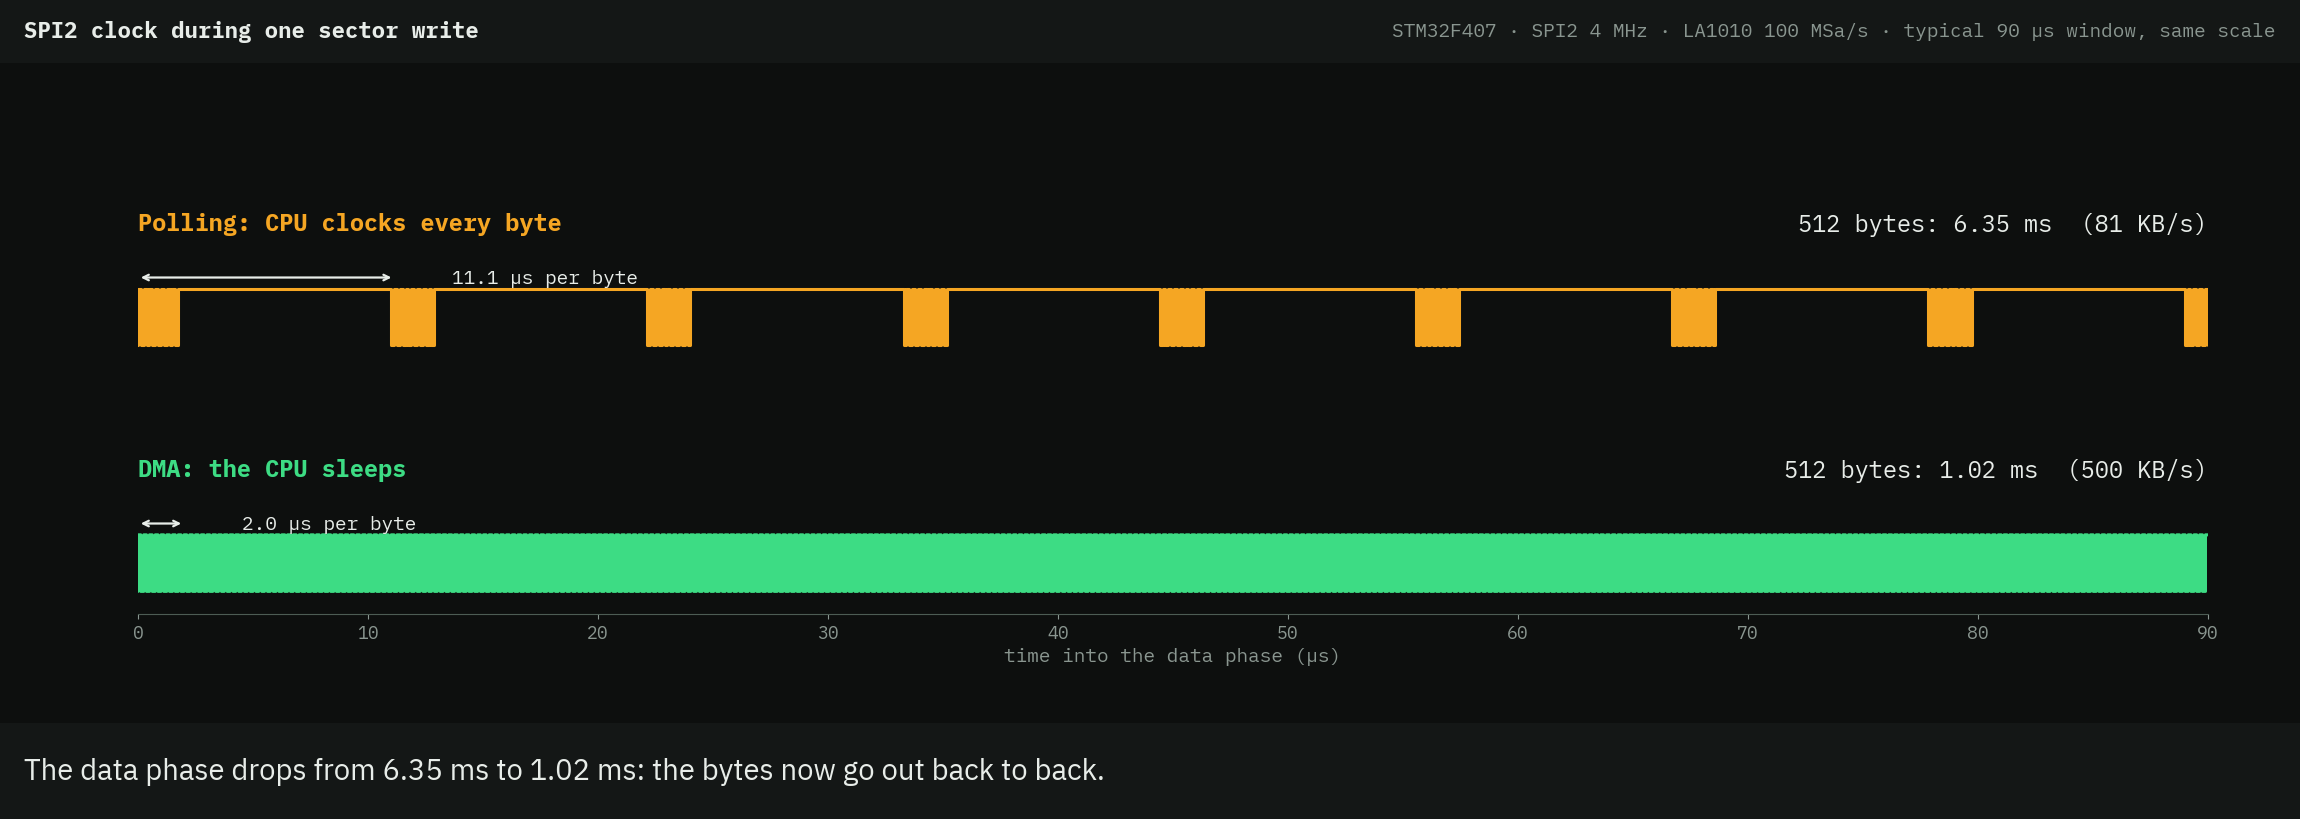 SPI2 clock during one sector write
STM32F407 · SPI2 4 MHz · LA1010 100 MSa/s · typical 90 µs window, same scale
Polling: CPU clocks every byte
512 bytes: 6.35 ms (81 KB/s)
11.1 µs per byte
DMA: the CPU sleeps
512 bytes: 1.02 ms (500 KB/s)
2.0 µs per byte
0 10 20 30 40 50 60 70 80 90
time into the data phase (µs)
The data phase drops from 6.35 ms to 1.02 ms: the bytes now go out back to back.